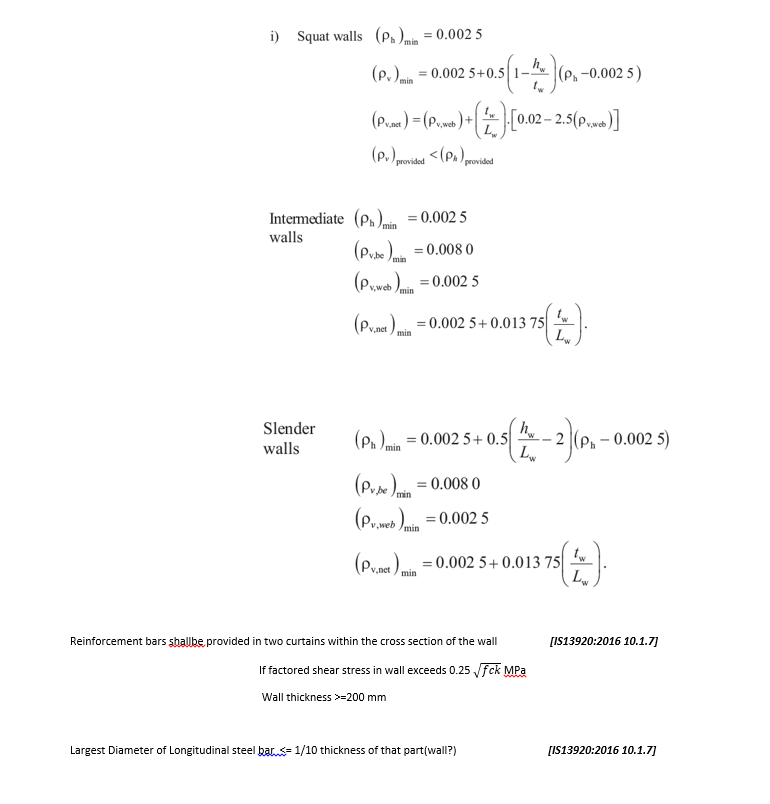 i) Squat walls (ρh)min = 0.002 5
(ρv)min = 0.002 5+0.5(1−hw/tw)(ρh −0.002 5)
(ρv,net) = (ρv,web)+(tw/Lw).[0.02 − 2.5(ρv,web)]
(ρv)provided < (ρh)provided
Intermediate walls (ρh)min = 0.002 5
(ρv,be)min = 0.008 0
(ρv,web)min = 0.002 5
(ρv,net)min = 0.002 5+ 0.013 75(tw/Lw).
Slender walls (ρh)min = 0.002 5+ 0.5(hw/Lw − 2)(ρh − 0.002 5)
(ρv,be)min = 0.008 0
(ρv,web)min = 0.002 5
(ρv,net)min = 0.002 5+ 0.013 75(tw/Lw).
Reinforcement bars shallbe provided in two curtains within the cross section of the wall [IS13920:2016 10.1.7]
If factored shear stress in wall exceeds 0.25 √fck MPa
Wall thickness >=200 mm
Largest Diameter of Longitudinal steel bar <= 1/10 thickness of that part(wall?) [IS13920:2016 10.1.7]